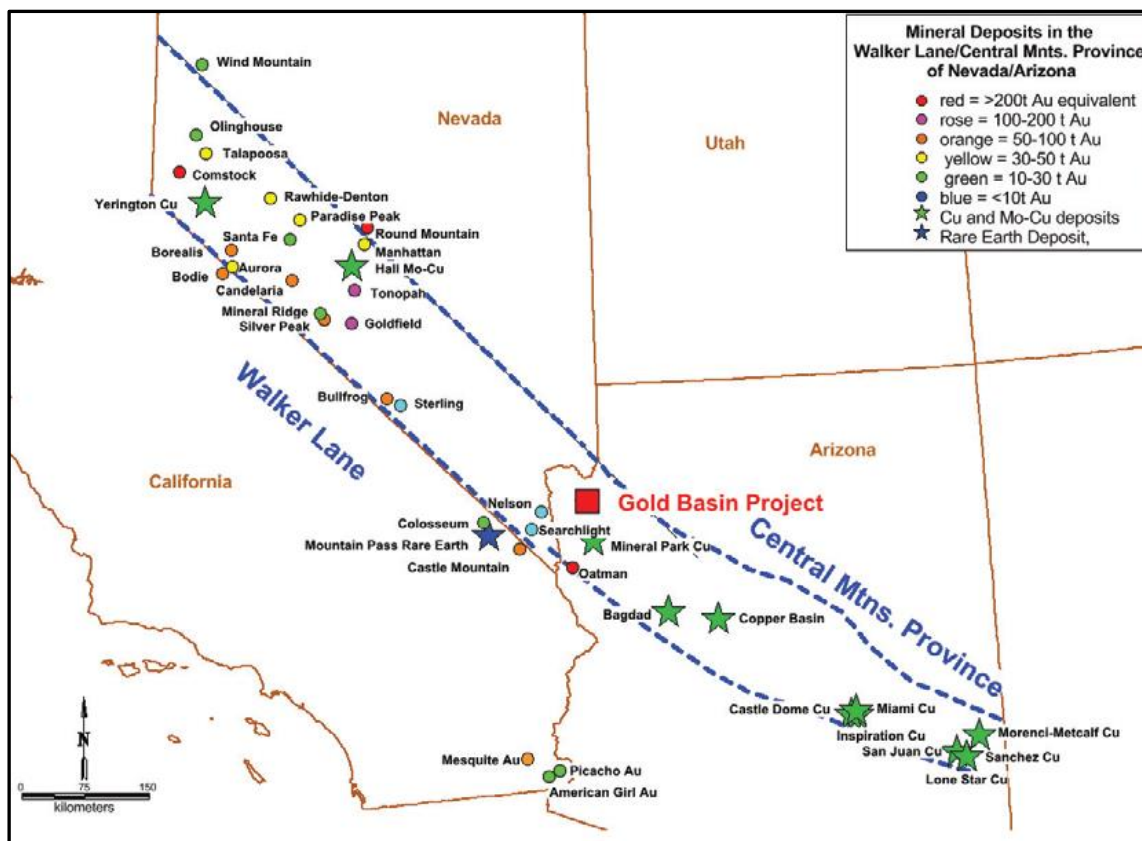 Mineral Deposits in the
Walker Lane/Central Mnts. Province
of Nevada/Arizona
red = >200t Au equivalent
rose = 100-200 t Au
orange = 50-100 t Au
yellow = 30-50 t Au
green = 10-30 t Au
blue = <10t Au
Cu and Mo-Cu deposits
Rare Earth Deposit,
Wind Mountain
Nevada
Utah
Olinghouse
Talapoosa
Comstock
Yerington Cu
Rawhide-Denton
Paradise Peak
Santa Fe
Round Mountain
Borealis
Manhattan
Bodie
Aurora
Hall Mo-Cu
Candelaria
Tonopah
Mineral Ridge
Silver Peak
Goldfield
Walker Lane
Bullfrog
Sterling
California
Arizona
Nelson
Gold Basin Project
Colosseum
Searchlight
Mountain Pass Rare Earth
Mineral Park Cu
Castle Mountain
Oatman
Central Mtns. Province
Bagdad
Copper Basin
Castle Dome Cu
Miami Cu
Inspiration Cu
Morenci-Metcalf Cu
San Juan Cu
Sanchez Cu
Lone Star Cu
Mesquite Au
Picacho Au
American Girl Au
N
0 75 150
kilometers